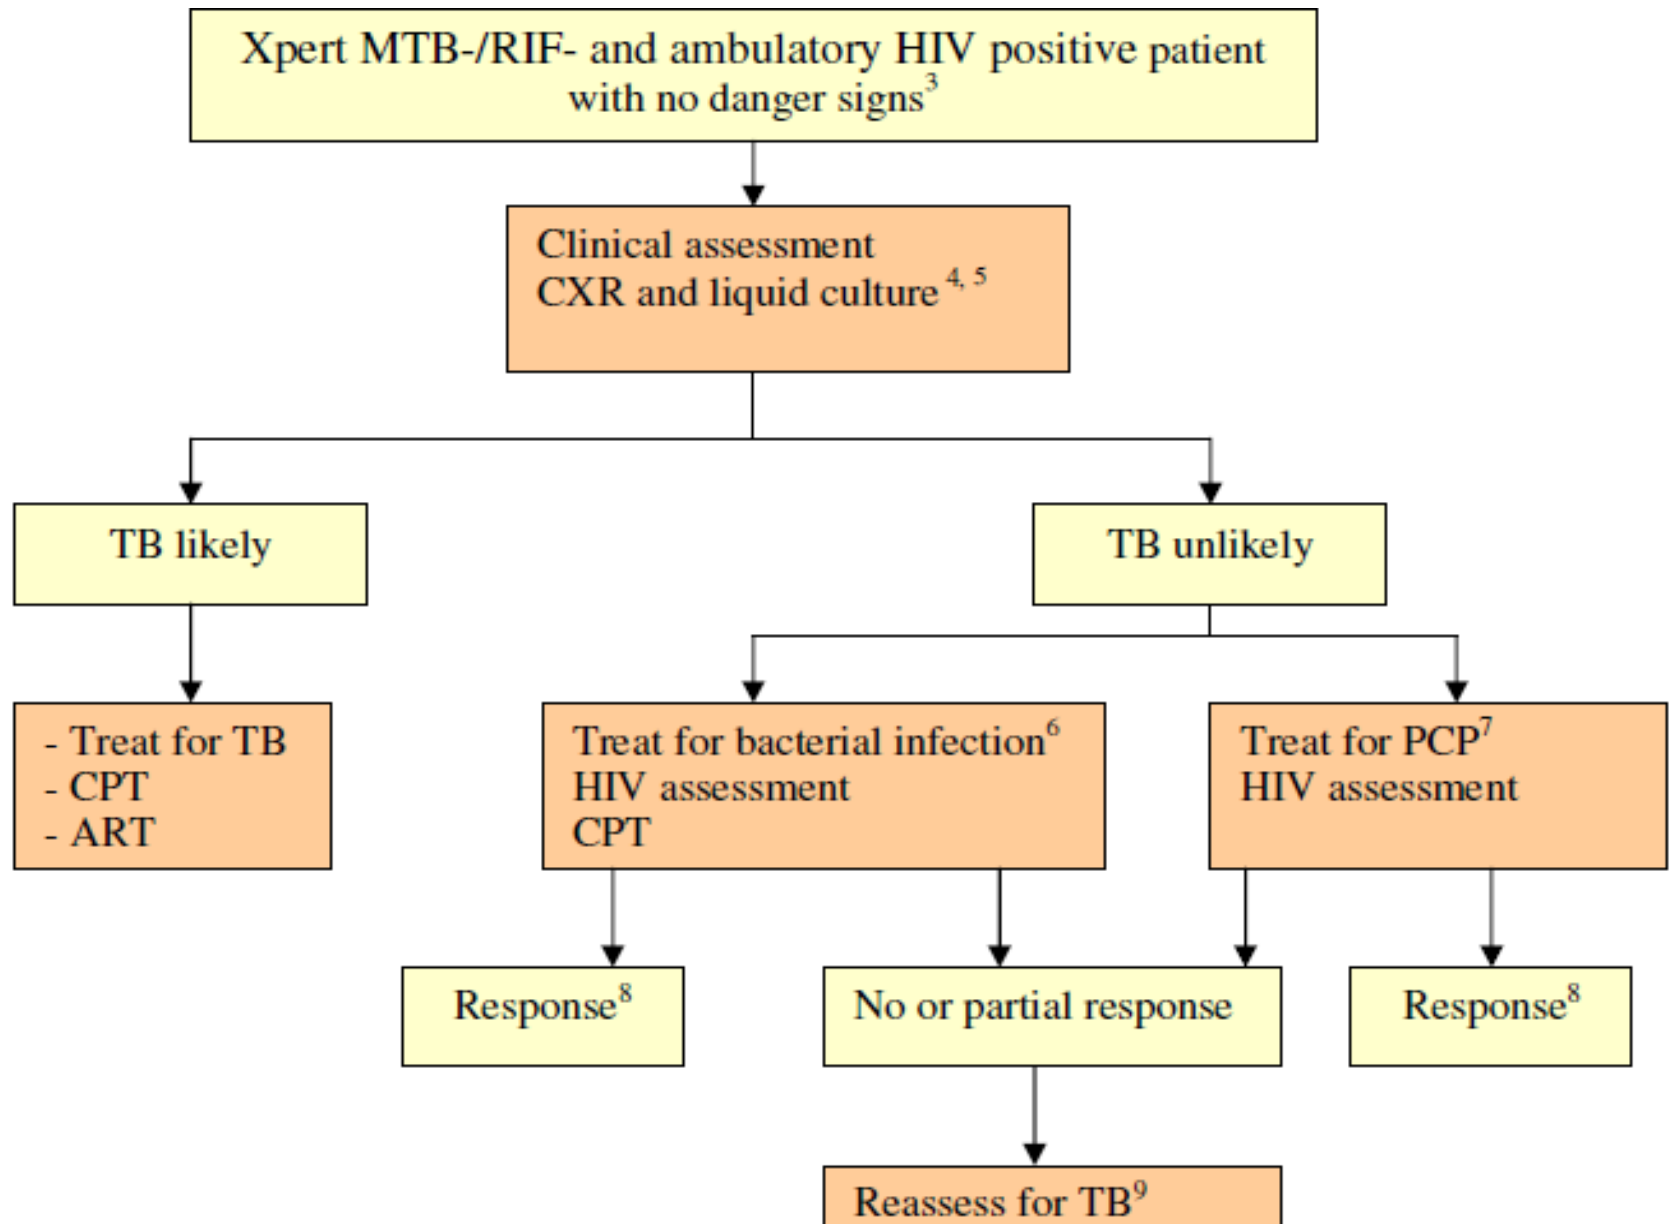 Xpert MTB-/RIF- and ambulatory HIV positive patient
with no danger signs³
Clinical assessment
CXR and liquid culture ⁴, ⁵
TB likely
TB unlikely
- Treat for TB
- CPT
- ART
Treat for bacterial infection⁶
HIV assessment
CPT
Treat for PCP⁷
HIV assessment
Response⁸
No or partial response
Response⁸
Reassess for TB⁹